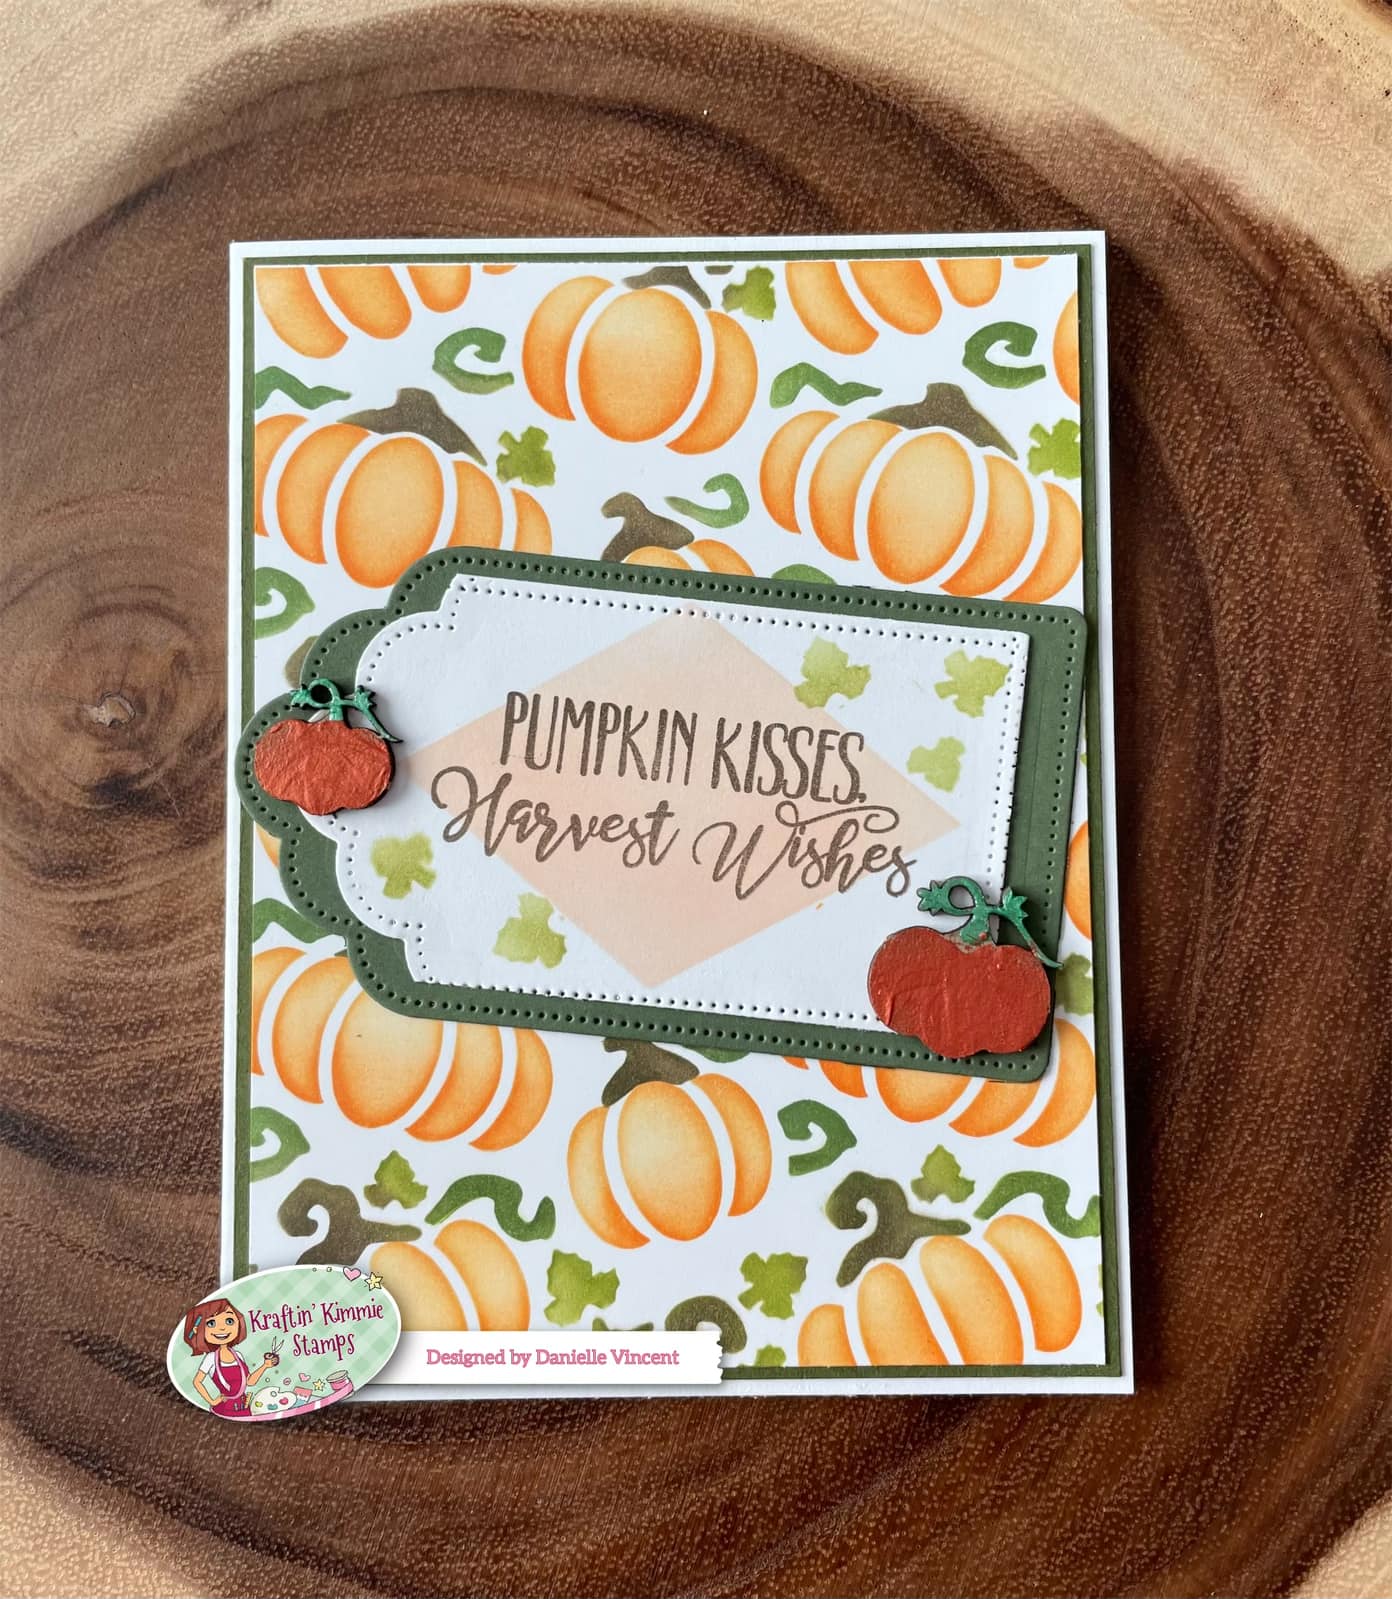 PUMPKIN KISSES,
Harvest Wishes
Kraftin' Kimmie
Stamps
Designed by Danielle Vincent